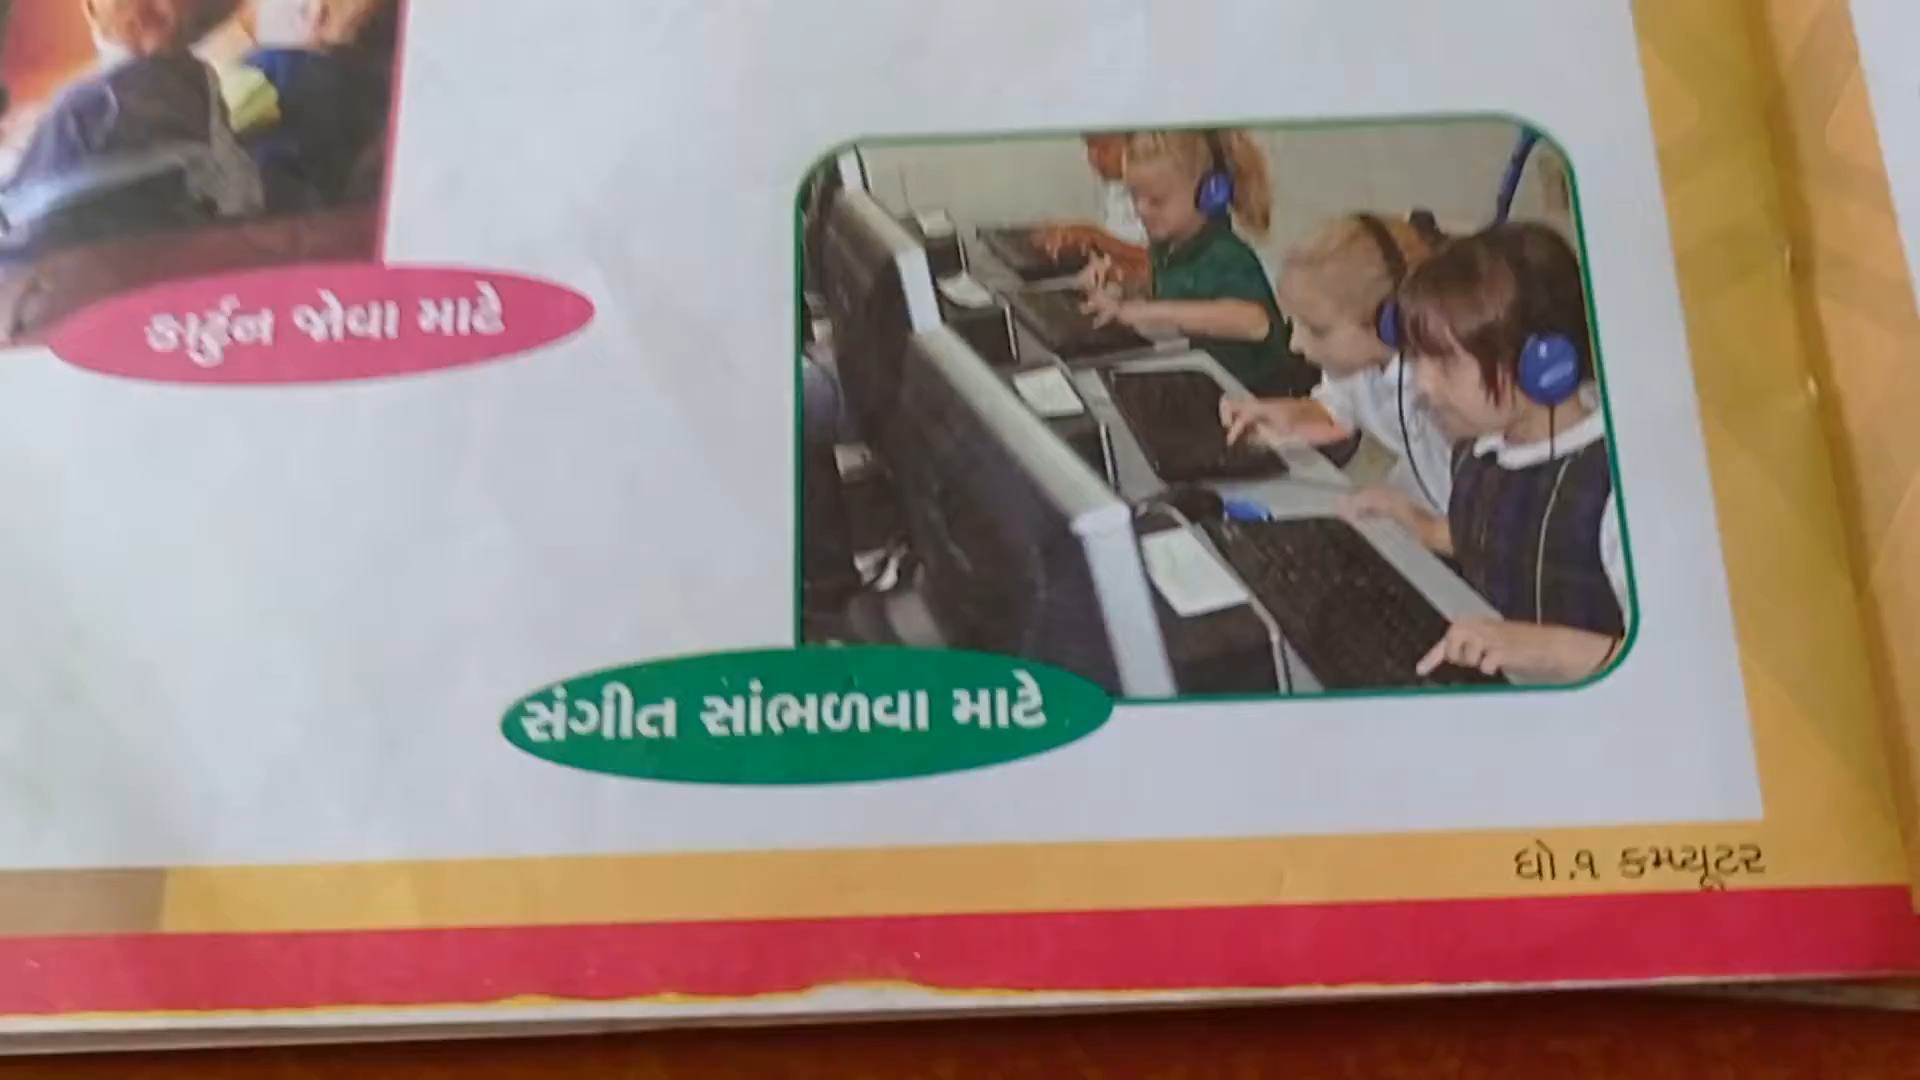 કાર્ટુન જોવા માટે
સંગીત સાંભળવા માટે
ધો.૧ કમ્પ્યૂટર